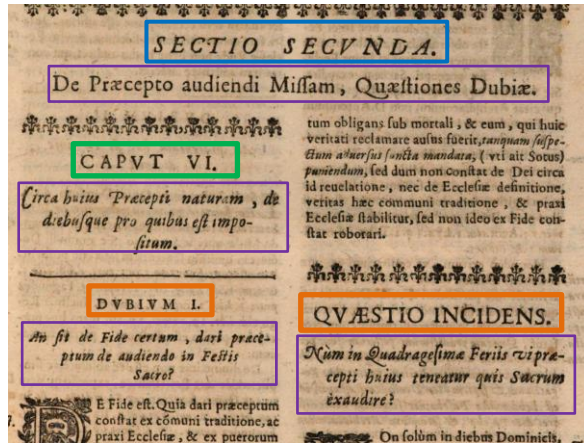 SECTIO SECVNDA.
De Præcepto audiendi Miſſam, Quæſtiones Dubiæ.
CAPVT VI.
Circa huius Præcepti naturam, de
diebuſque pro quibus eſt impo-
ſitum.
DVBIVM I.
An ſit de Fide certum, dari præce-
ptum de audiendo in Feſtis
Sacro?
DE Fide eſt. Quia dari præceptum
conſtat ex cõmuni traditione, ac
praxi Eccleſiæ, & ex puerorum
tum obligans ſub mortali, & eum, qui huic
veritati reclamare auſus fuerit, tanquam ſuſpe-
ctum aduerſus ſancta mandata, (vti ait Sotus)
puniendum, ſed dum non conſtat de Dei circa
id reuelatione, nec de Eccleſiæ definitione,
veritas hæc communi traditione, & praxi
Eccleſiæ ſtabilitur, ſed non ideo ex Fide con-
ſtat roborari.
QVÆSTIO INCIDENS.
Nùm in Quadrageſimæ Feriis vi præ-
cepti huius teneatur quis Sacrum
èxaudire?
On ſolùm in diebus Dominicis,